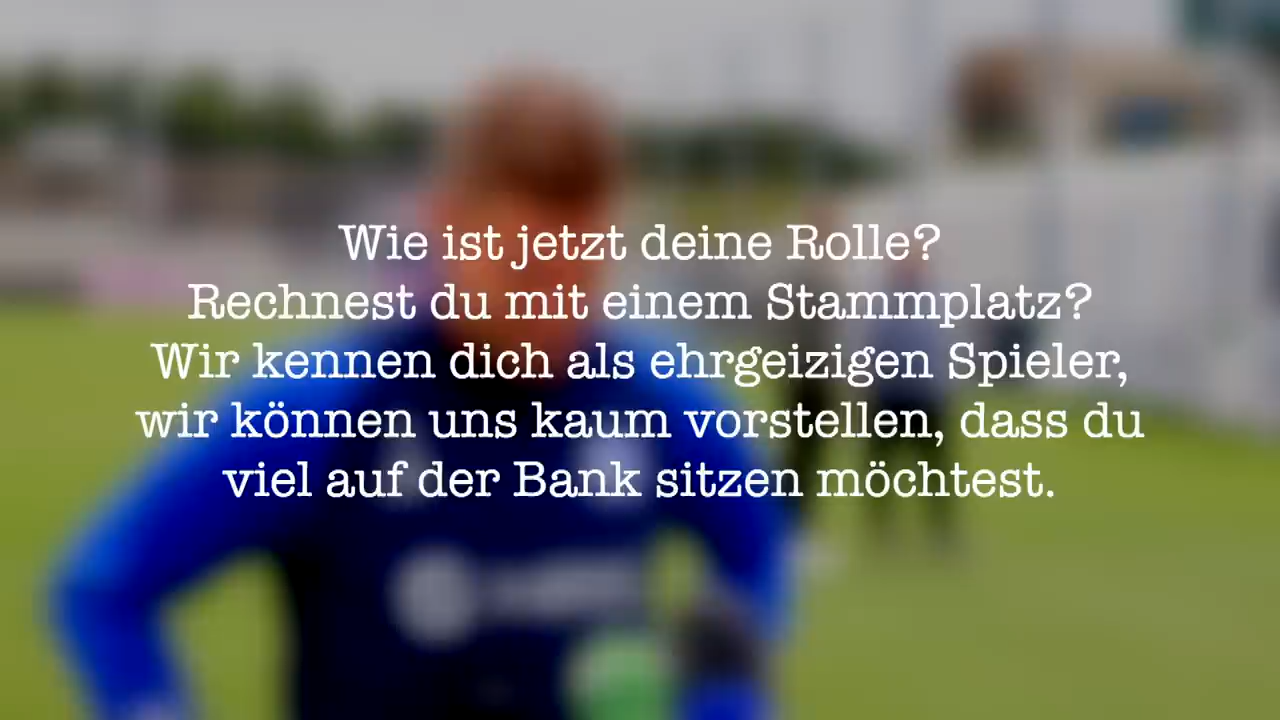 Wie ist jetzt deine Rolle?
Rechnest du mit einem Stammplatz?
Wir kennen dich als ehrgeizigen Spieler,
wir können uns kaum vorstellen, dass du
viel auf der Bank sitzen möchtest.